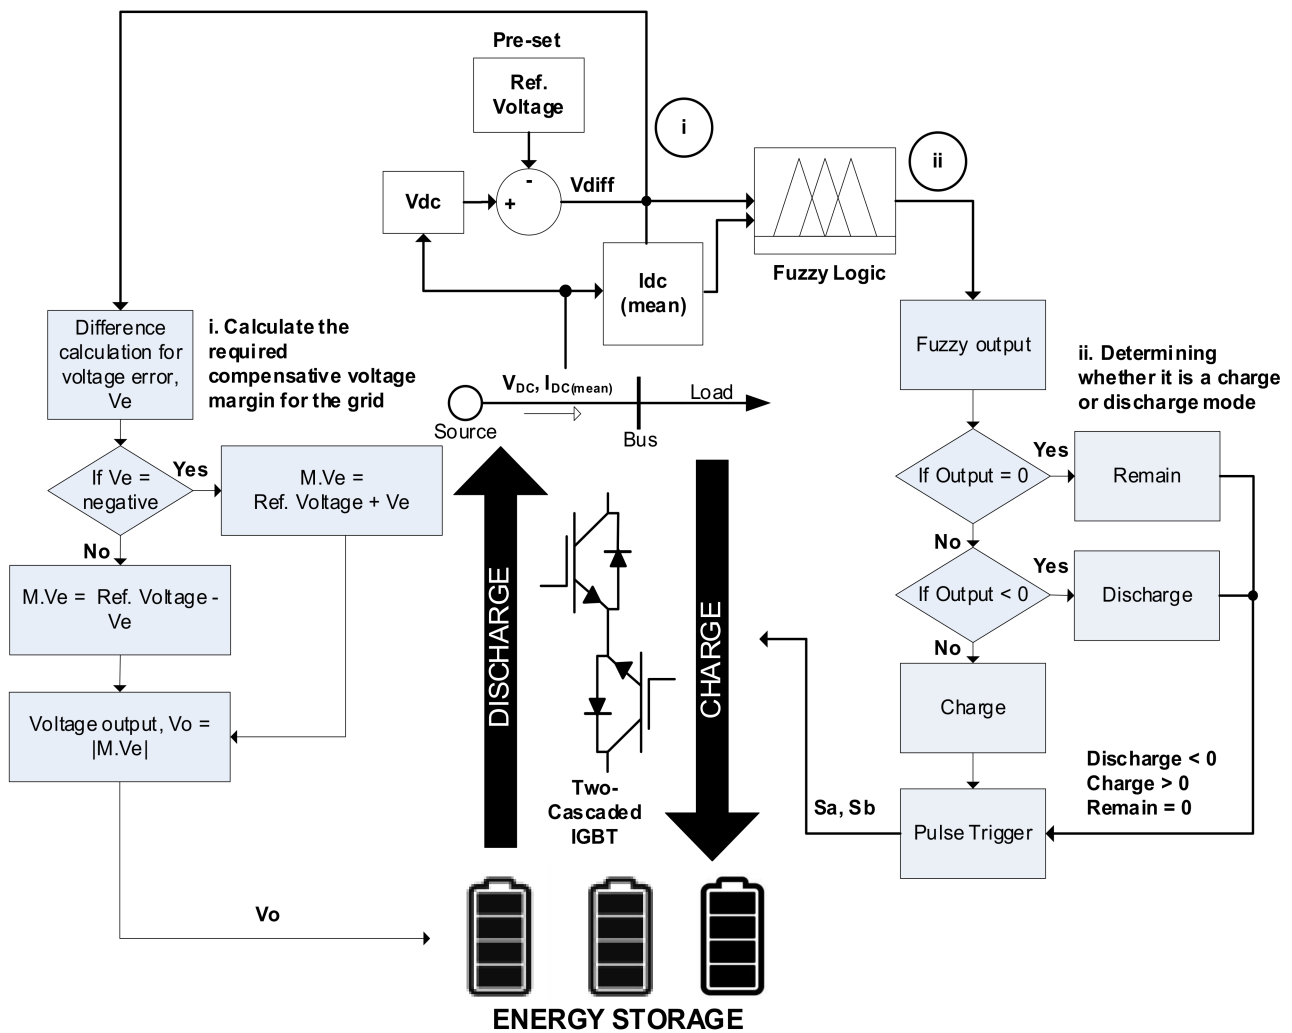 Pre-set
Ref.
Voltage
i
ii
-
+
Vdc
Vdiff
Idc
(mean)
Fuzzy Logic
Difference
calculation for
voltage error,
Ve
i. Calculate the
required
compensative voltage
margin for the grid
Fuzzy output
ii. Determining
whether it is a charge
or discharge mode
VDC, IDC(mean)
Load
Source
Bus
If Ve =
negative
Yes
M.Ve =
Ref. Voltage + Ve
No
M.Ve = Ref. Voltage -
Ve
Voltage output, Vo =
|M.Ve|
Vo
DISCHARGE
CHARGE
Two-
Cascaded
IGBT
If Output = 0
Yes
Remain
No
If Output < 0
Yes
Discharge
No
Charge
Discharge < 0
Charge > 0
Remain = 0
Sa, Sb
Pulse Trigger
ENERGY STORAGE